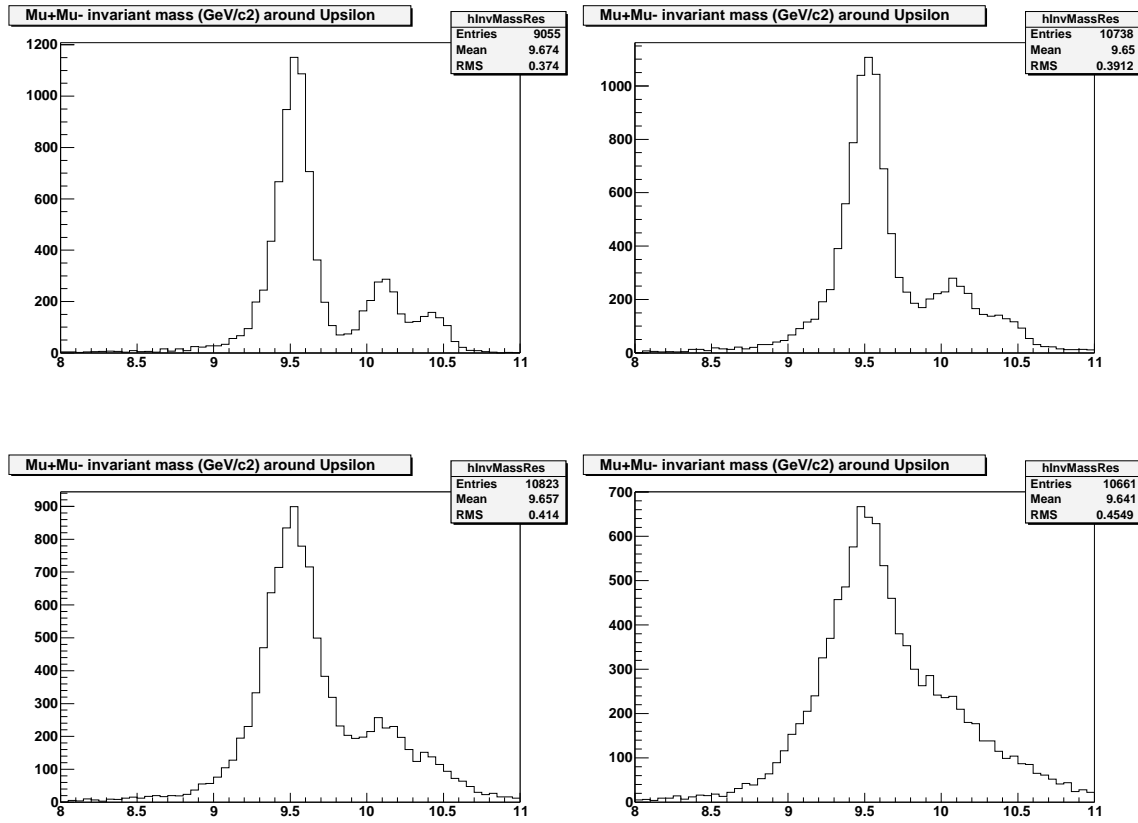 Mu+Mu- invariant mass (GeV/c2) around Upsilon
hInvMassRes
Entries 9055
Mean 9.674
RMS 0.374
1200
1000
800
600
400
200
0
8 8.5 9 9.5 10 10.5 11
Mu+Mu- invariant mass (GeV/c2) around Upsilon
hInvMassRes
Entries 10738
Mean 9.65
RMS 0.3912
1000
800
600
400
200
0
8 8.5 9 9.5 10 10.5 11
Mu+Mu- invariant mass (GeV/c2) around Upsilon
hInvMassRes
Entries 10823
Mean 9.657
RMS 0.414
900
800
700
600
500
400
300
200
100
0
8 8.5 9 9.5 10 10.5 11
Mu+Mu- invariant mass (GeV/c2) around Upsilon
hInvMassRes
Entries 10661
Mean 9.641
RMS 0.4549
700
600
500
400
300
200
100
0
8 8.5 9 9.5 10 10.5 11